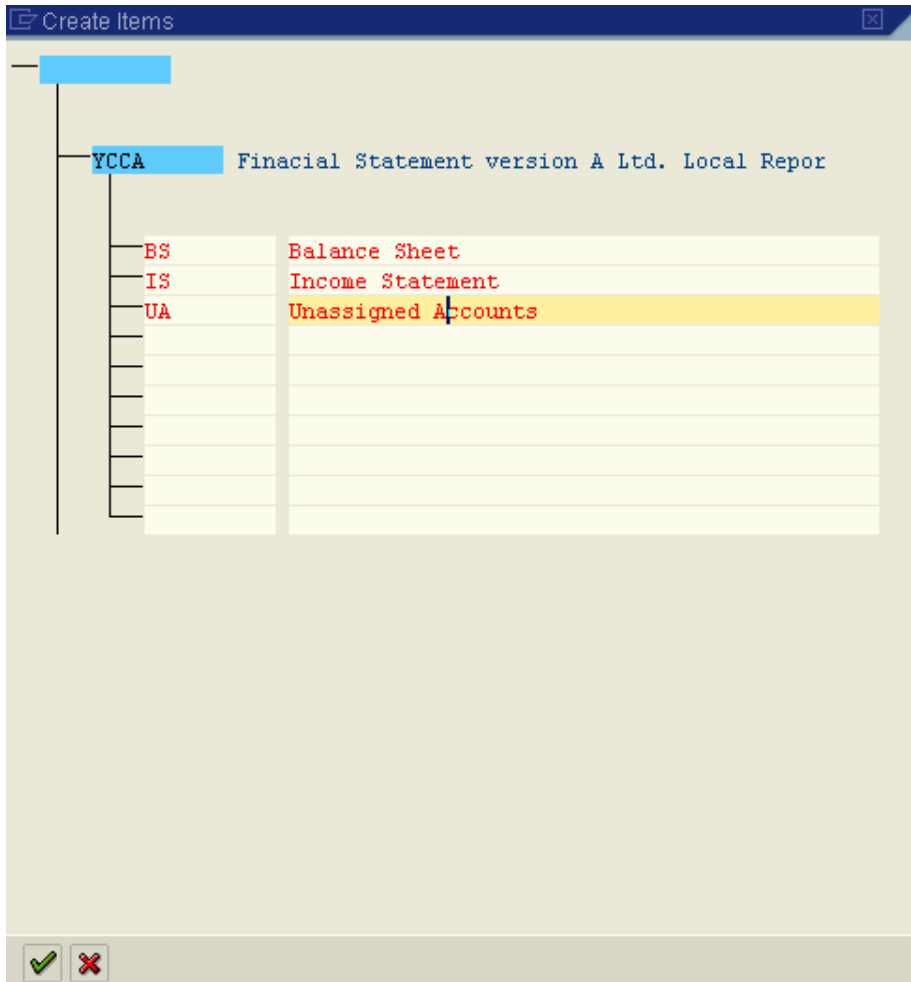 Create Items
YCCA Finacial Statement version A Ltd. Local Repor
BS Balance Sheet
IS Income Statement
UA Unassigned Accounts